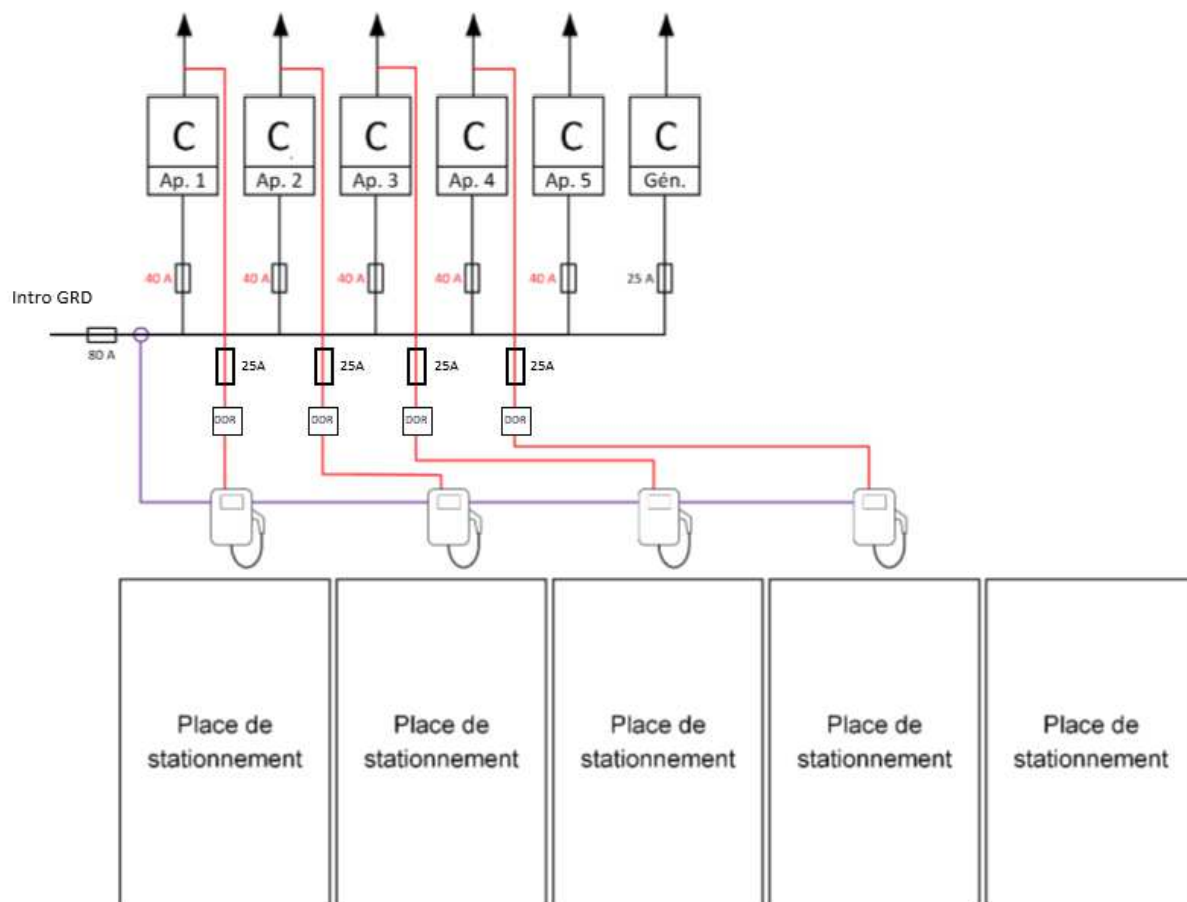 C C C C C C
Ap. 1 Ap. 2 Ap. 3 Ap. 4 Ap. 5 Gén.
40 A 40 A 40 A 40 A 40 A 25 A
Intro GRD
80 A
25A 25A 25A 25A
DDR DDR DDR DDR
Place de
stationnement
Place de
stationnement
Place de
stationnement
Place de
stationnement
Place de
stationnement